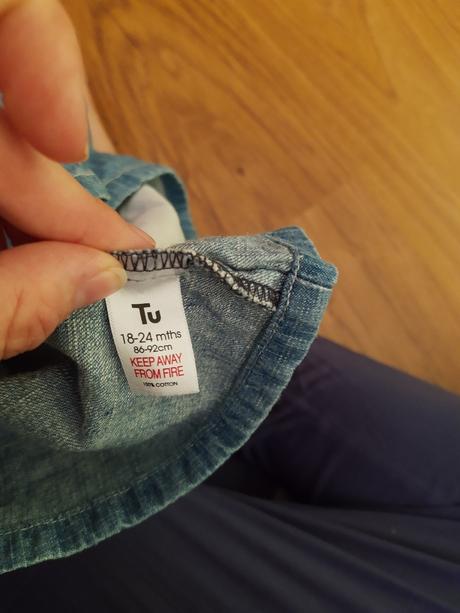 Tu
18-24 mths
86-92cm
KEEP AWAY
FROM FIRE
100% COTTON